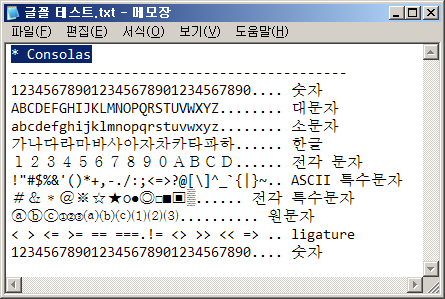 글꼴 테스트.txt - 메모장
파일(F) 편집(E) 서식(O) 보기(V) 도움말(H)
* Consolas
------------------------------------------
1234567890123456789012345678901234567890.... 숫자
ABCDEFGHIJKLMNOPQRSTUVWXYZ........ 대문자
abcdefghijklmnopqrstuvwxyz........ 소문자
가나다라마바사아자차카타파하...... 한글
1234567890ABCD...... 전각 문자
!"#$%&'()*+,-./:;<=>?@[\]^_`{|}~.. ASCII 특수문자
#&*@※☆★o●◎□■▣▒...... 전각 특수문자
ⓐⓑⓒ①②③⒜⒝⒞⑴⑵⑶.......... 원문자
< > <= >= == ===.!= <> >> << => .. ligature
1234567890123456789012345678901234567890.... 숫자